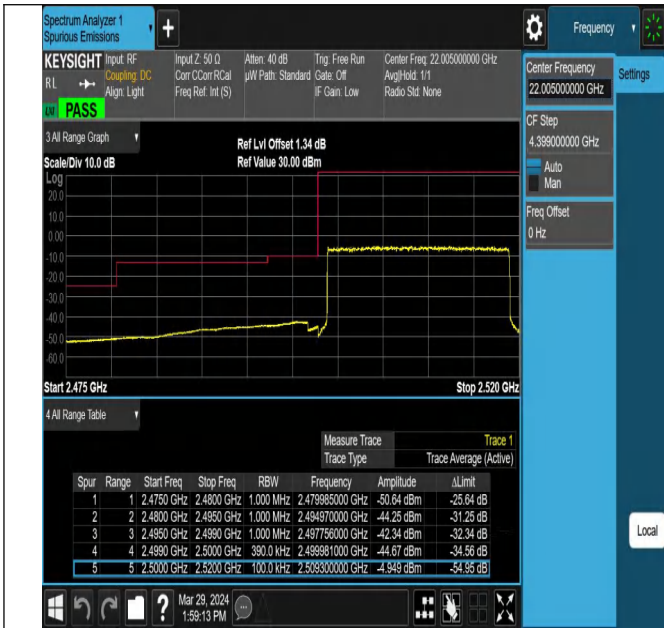 Spectrum Analyzer 1
Spurious Emissions
Frequency
KEYSIGHT
RL
Input: RF
Coupling: DC
Align: Light
Input Z: 50 Ω
Corr CCorr RCal
Freq Ref: Int (S)
Atten: 40 dB
µW Path: Standard
Trig: Free Run
Gate: Off
IF Gain: Low
Center Freq: 22.005000000 GHz
Avg|Hold: 1/1
Radio Std: None
PASS
Center Frequency
22.005000000 GHz
Settings
CF Step
4.399000000 GHz
Auto
Man
Freq Offset
0 Hz
Local
3 All Range Graph
Scale/Div 10.0 dB
Ref Lvl Offset 1.34 dB
Ref Value 30.00 dBm
Log
20.0
10.0
0.00
-10.0
-20.0
-30.0
-40.0
-50.0
-60.0
Start 2.475 GHz
Stop 2.520 GHz
4 All Range Table
Measure Trace Trace 1
Trace Type Trace Average (Active)
Spur Range Start Freq Stop Freq RBW Frequency Amplitude ΔLimit
1 1 2.4750 GHz 2.4800 GHz 1.000 MHz 2.479985000 GHz -50.64 dBm -25.64 dB
2 2 2.4800 GHz 2.4950 GHz 1.000 MHz 2.494970000 GHz -44.25 dBm -31.25 dB
3 3 2.4950 GHz 2.4990 GHz 1.000 MHz 2.497756000 GHz -42.34 dBm -32.34 dB
4 4 2.4990 GHz 2.5000 GHz 390.0 kHz 2.499981000 GHz -44.67 dBm -34.56 dB
5 5 2.5000 GHz 2.5200 GHz 100.0 kHz 2.509300000 GHz -4.949 dBm -54.95 dB
Mar 29, 2024
1:59:13 PM